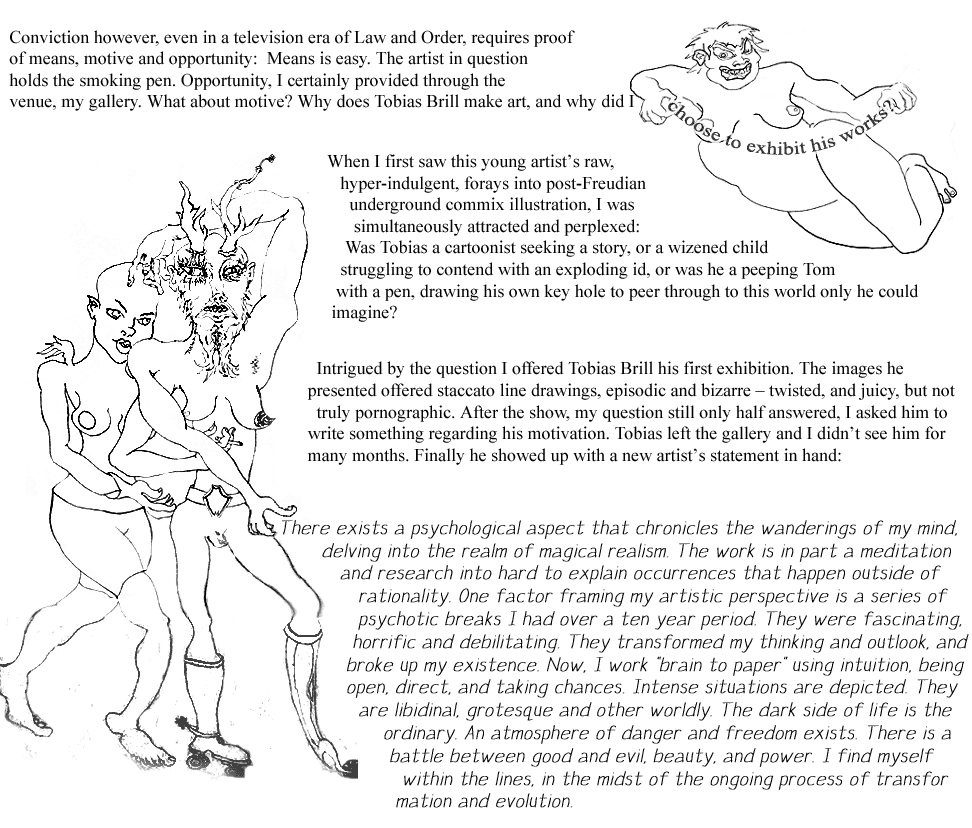 Conviction however, even in a television era of Law and Order, requires proof
of means, motive and opportunity:  Means is easy. The artist in question
holds the smoking pen. Opportunity, I certainly provided through the
venue, my gallery. What about motive? Why does Tobias Brill make art, and why did I
choose to exhibit his works?
When I first saw this young artist's raw,
hyper-indulgent, forays into post-Freudian
underground commix illustration, I was
simultaneously attracted and perplexed:
Was Tobias a cartoonist seeking a story, or a wizened child
struggling to contend with an exploding id, or was he a peeping Tom
with a pen, drawing his own key hole to peer through to this world only he could
imagine?
Intrigued by the question I offered Tobias Brill his first exhibition. The images he
presented offered staccato line drawings, episodic and bizarre – twisted, and juicy, but not
truly pornographic. After the show, my question still only half answered, I asked him to
write something regarding his motivation. Tobias left the gallery and I didn't see him for
many months. Finally he showed up with a new artist's statement in hand:
There exists a psychological aspect that chronicles the wanderings of my mind,
delving into the realm of magical realism. The work is in part a meditation
and research into hard to explain occurrences that happen outside of
rationality. One factor framing my artistic perspective is a series of
psychotic breaks I had over a ten year period. They were fascinating,
horrific and debilitating. They transformed my thinking and outlook, and
broke up my existence. Now, I work "brain to paper" using intuition, being
open, direct, and taking chances. Intense situations are depicted. They
are libidinal, grotesque and other worldly. The dark side of life is the
ordinary. An atmosphere of danger and freedom exists. There is a
battle between good and evil, beauty, and power. I find myself
within the lines, in the midst of the ongoing process of transfor
mation and evolution.